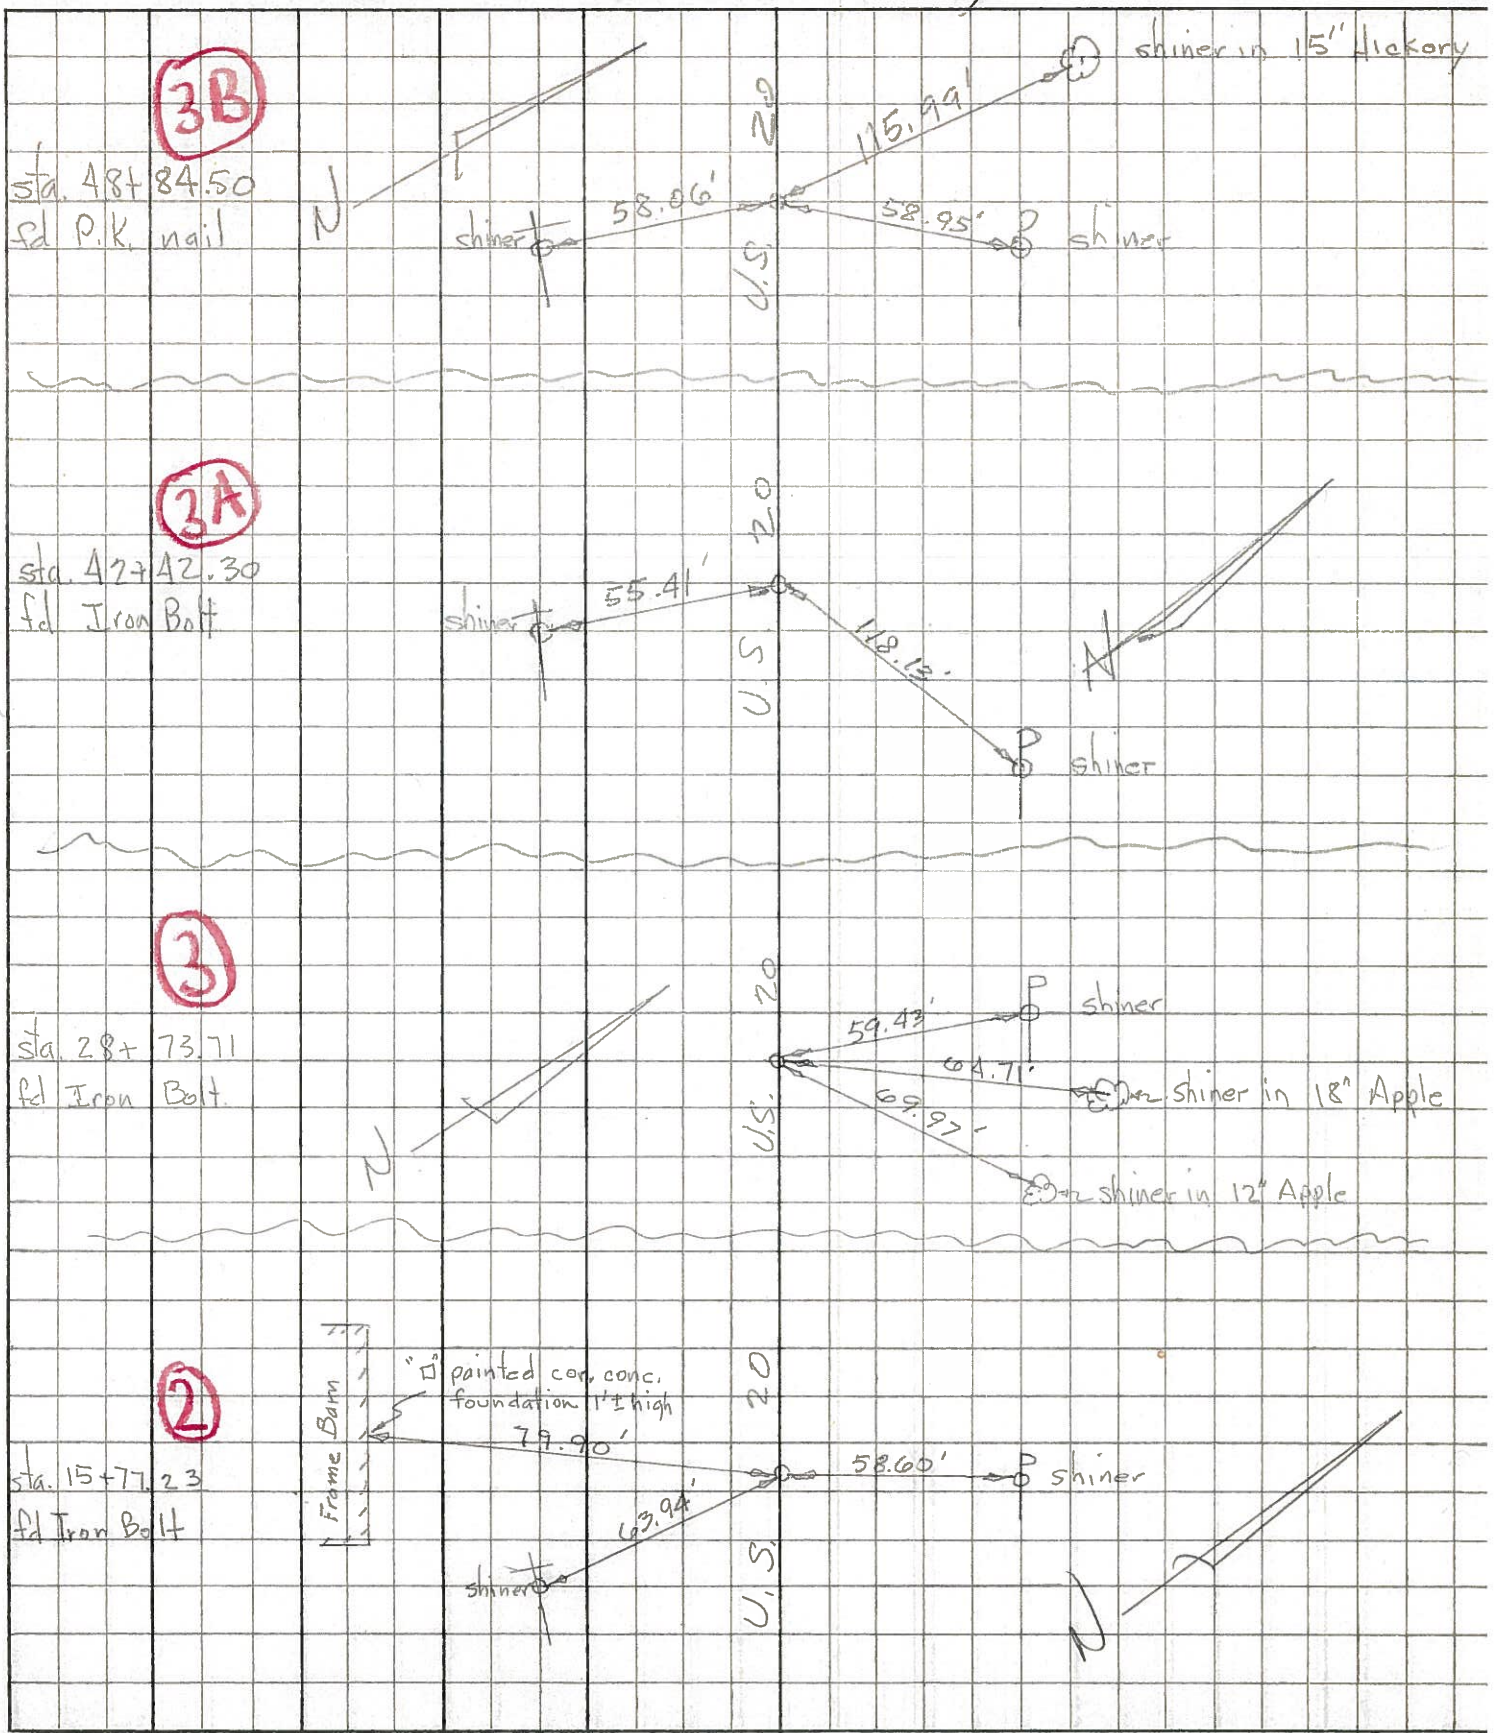 3B
sta. 48+84.50
fd P.K. nail
N
shiner
58.06'
U.S. 20
115.99'
shiner in 15" Hickory
58.95'
P
shiner
3A
sta. 42+42.30
fd Iron Bolt
shiner
55.41'
U.S. 20
118.13'
P
shiner
N
3
sta. 28+73.71
fd Iron Bolt.
N
U.S. 20
59.43'
P
shiner
64.71'
shiner in 18" Apple
69.97'
shiner in 12" Apple
2
sta. 15+77.23
fd Iron Bolt
Frame Barn
"□" painted cor. conc.
foundation 1'± high
79.90'
63.94'
shiner
U.S. 20
58.60'
P
shiner
N